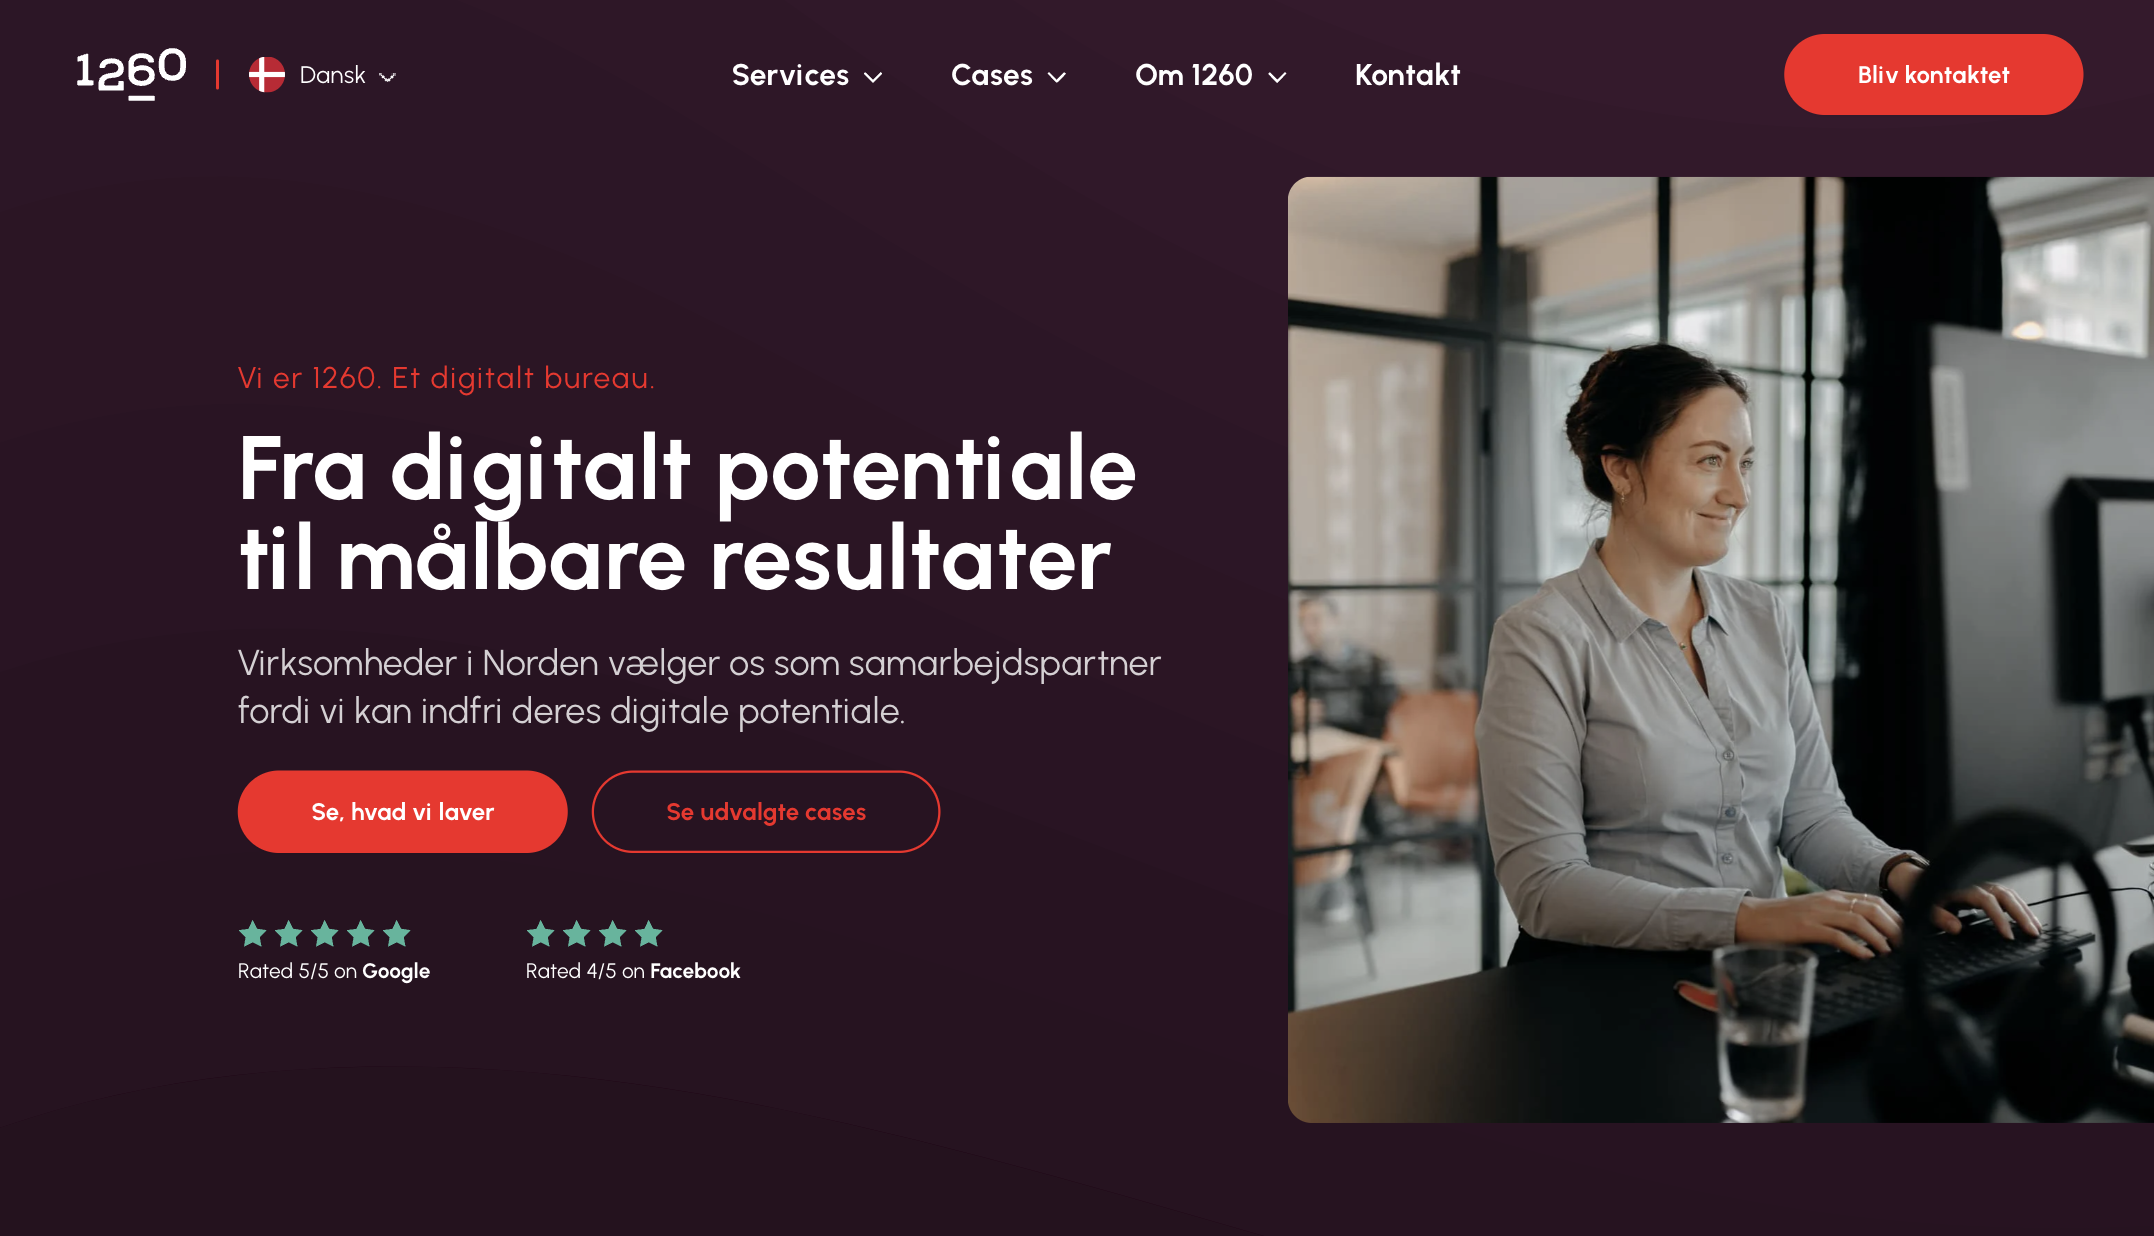 1260
Dansk
Services
Cases
Om 1260
Kontakt
Bliv kontaktet
Vi er 1260. Et digitalt bureau.
Fra digitalt potentiale
til målbare resultater
Virksomheder i Norden vælger os som samarbejdspartner
fordi vi kan indfri deres digitale potentiale.
Se, hvad vi laver
Se udvalgte cases
Rated 5/5 on Google
Rated 4/5 on Facebook